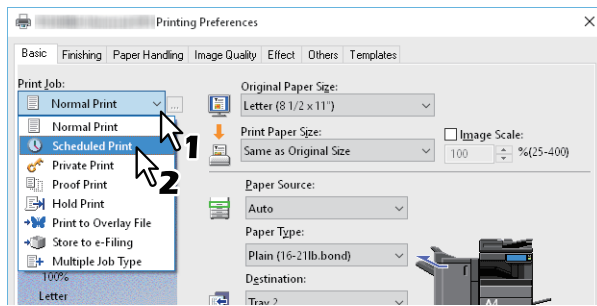 Printing Preferences
Basic Finishing Paper Handling Image Quality Effect Others Templates
Print Job:
Normal Print
...
Normal Print
Scheduled Print
Private Print
Proof Print
Hold Print
Print to Overlay File
Store to e-Filing
Multiple Job Type
100%
Letter
1
2
Original Paper Size:
Letter (8 1/2 x 11")
Print Paper Size:
Same as Original Size
Image Scale:
100 %(25-400)
Paper Source:
Auto
Paper Type:
Plain (16-21lb.bond)
Destination:
Tray 2
A4